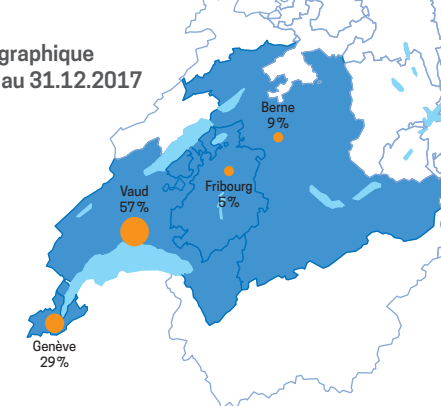 graphique
au 31.12.2017
Berne
9%
Vaud
57%
Fribourg
5%
Genève
29%